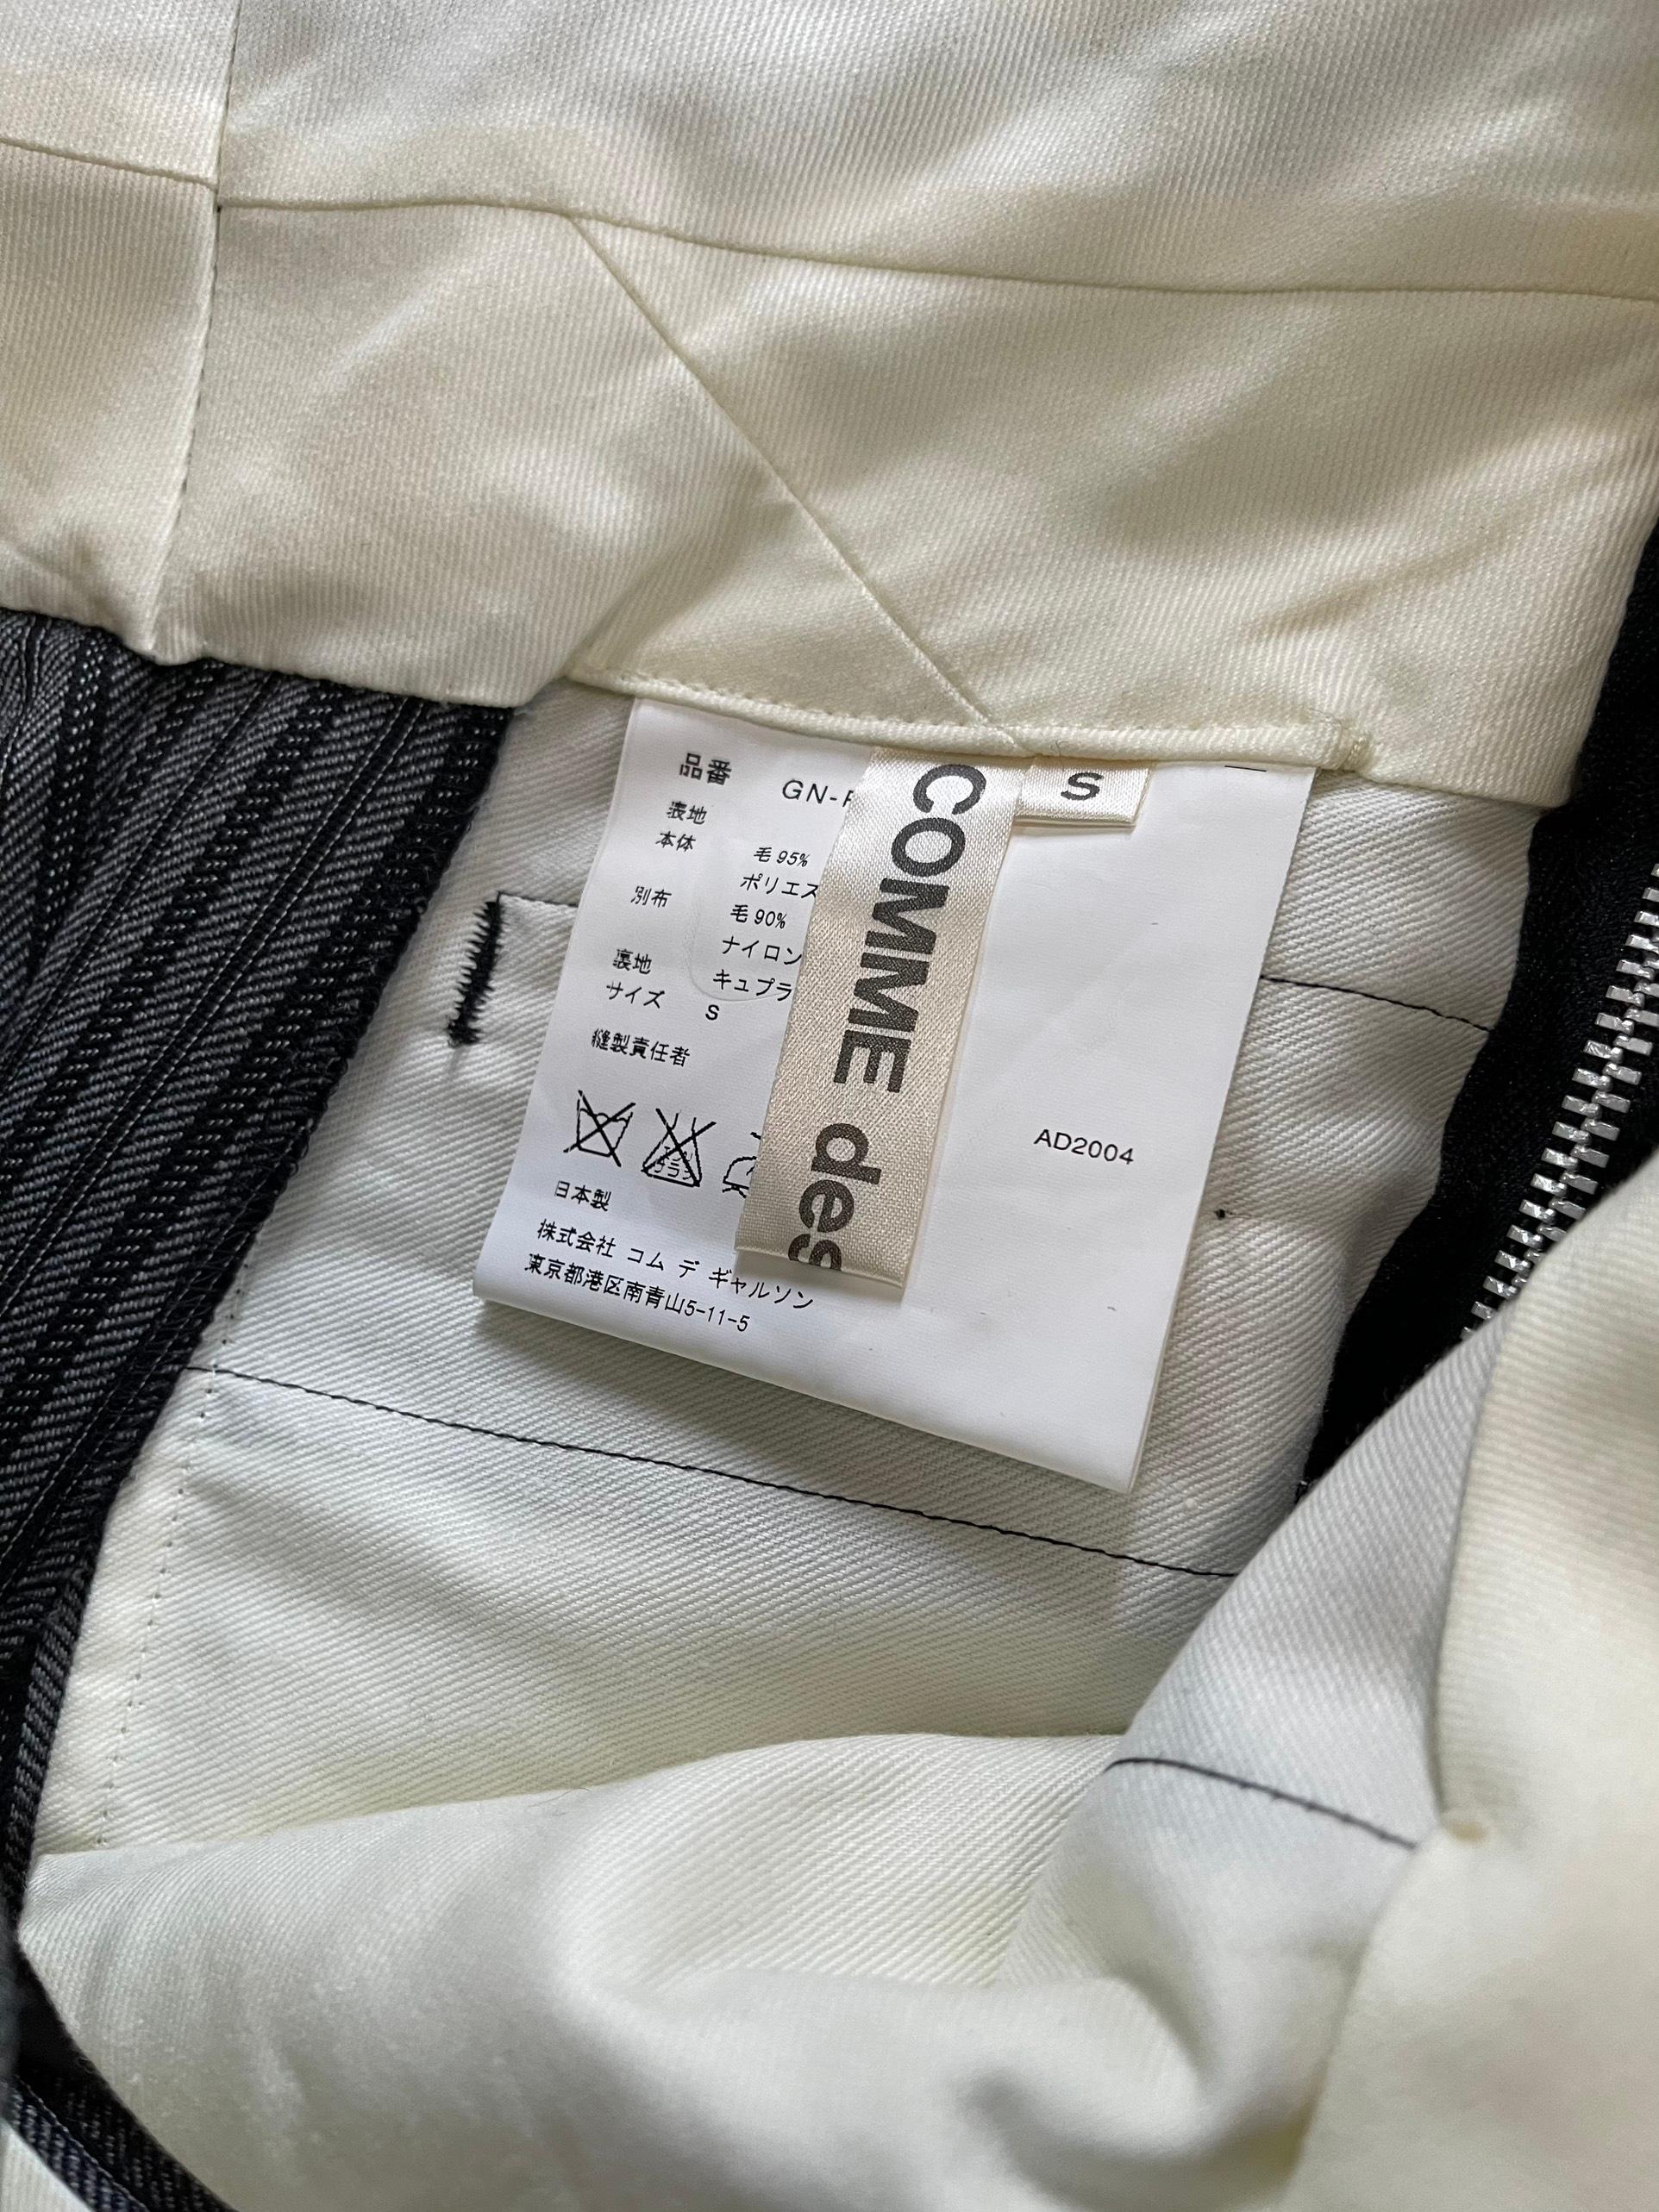 品番 GN-P
表地
本体 毛 95%
ポリエス
別布 毛 90%
ナイロン
裏地 キュプラ
サイズ S
縫製責任者
日本製
株式会社 コム デ ギャルソン
東京都港区南青山5-11-5
COMME des
S
AD2004